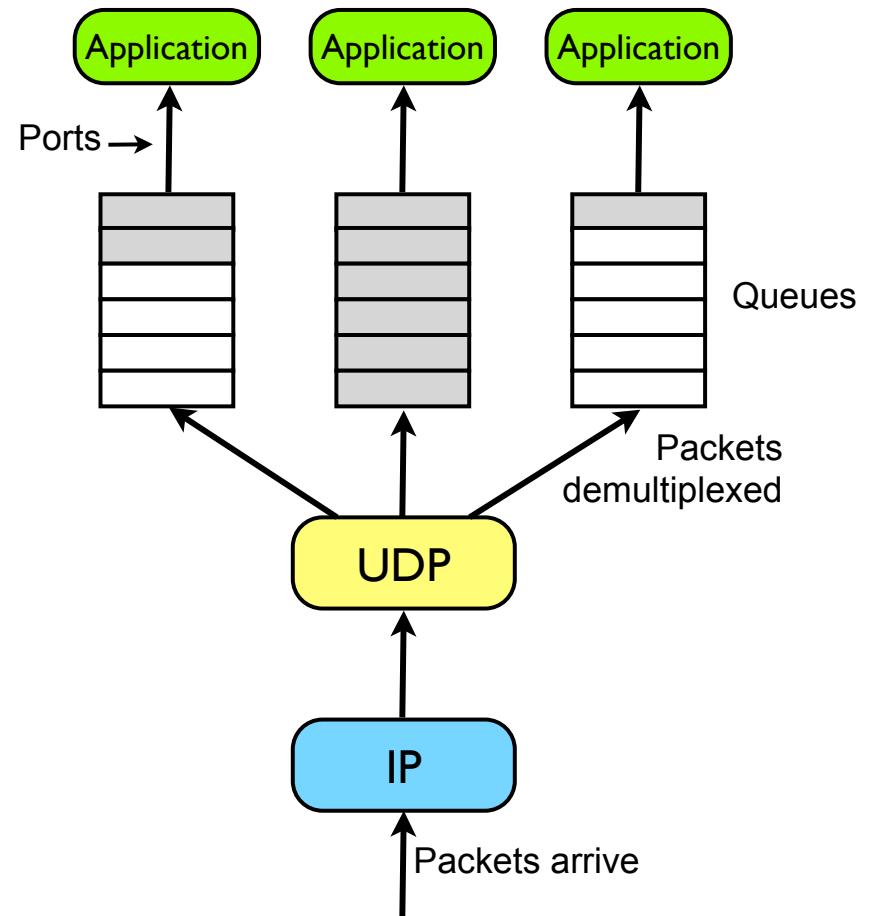 Application
Application
Application
Ports
Queues
Packets
demultiplexed
UDP
IP
Packets arrive